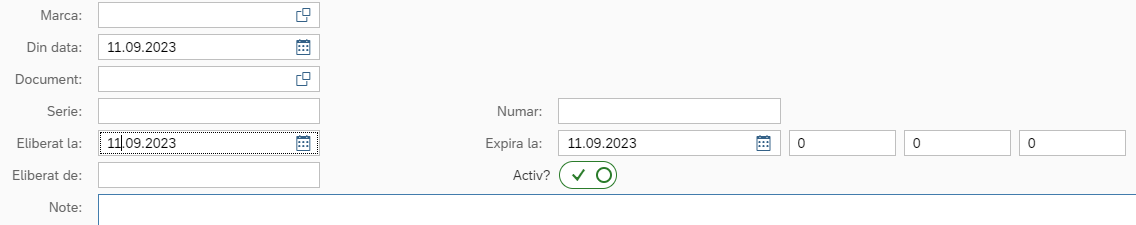 Marca:
Din data: 11.09.2023
Document:
Serie: Numar:
Eliberat la: 11.09.2023 Expira la: 11.09.2023 0 0 0
Eliberat de: Activ?
Note: